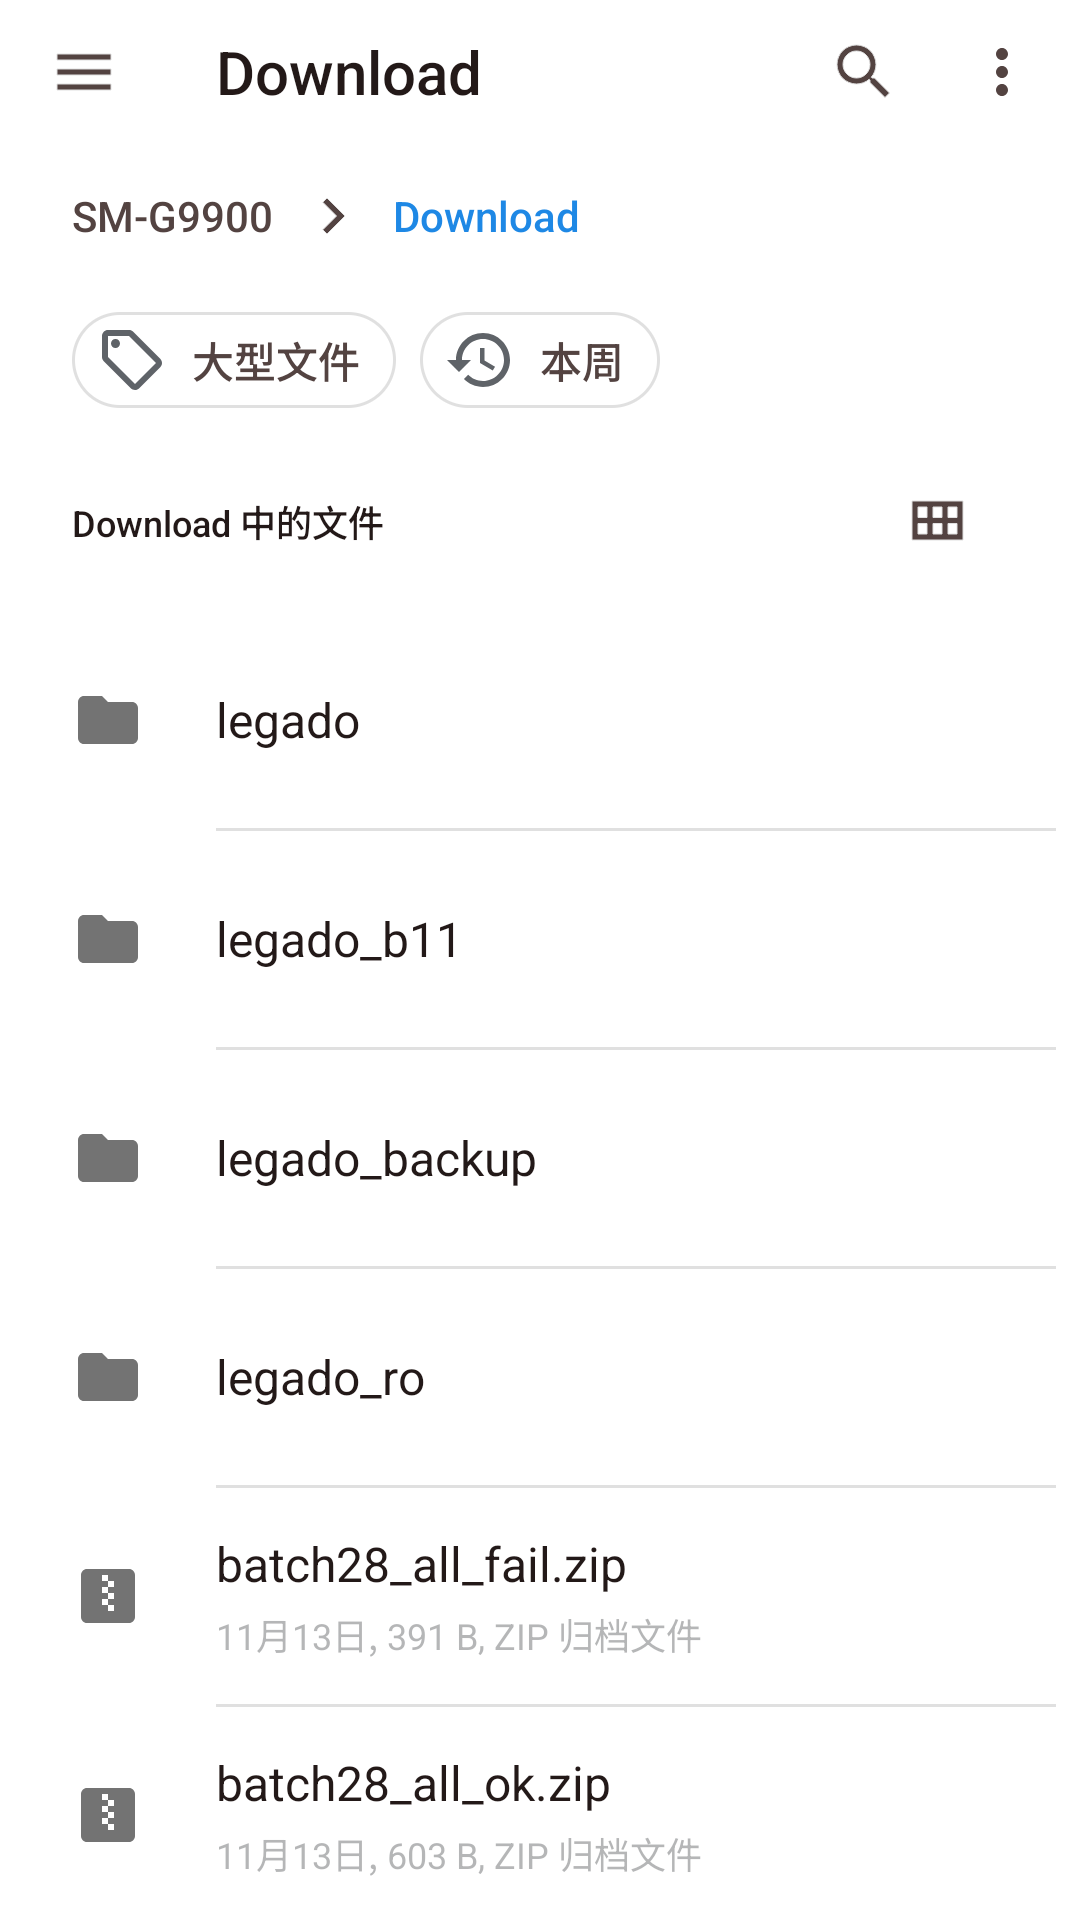 Download
SM-G9900 Download
大型文件 本周
Download 中的文件
legado
legado_b11
legado_backup
legado_ro
batch28_all_fail.zip
11月13日, 391 B, ZIP 归档文件
batch28_all_ok.zip
11月13日, 603 B, ZIP 归档文件